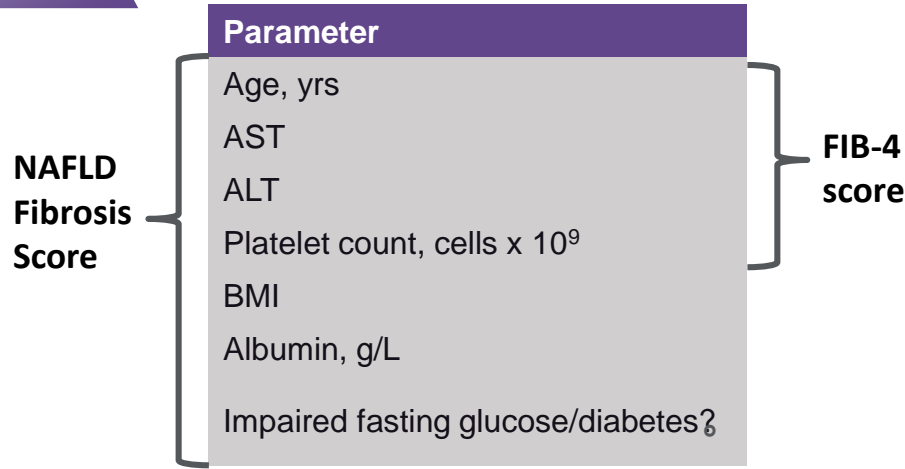 Parameter
Age, yrs
AST
ALT
Platelet count, cells x 10⁹
BMI
Albumin, g/L
Impaired fasting glucose/diabetes?
NAFLD
Fibrosis
Score
FIB-4
score